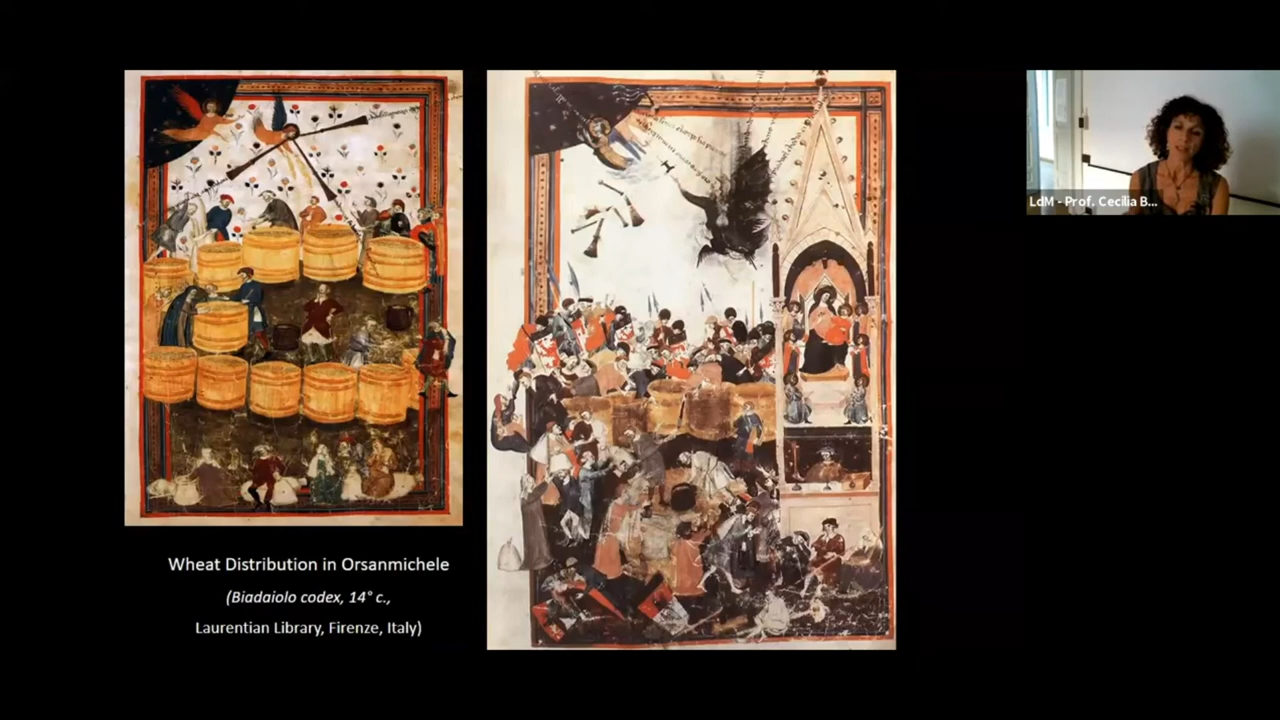 Wheat Distribution in Orsanmichele
(Biadaiolo codex, 14° c.,
Laurentian Library, Firenze, Italy)
LdM - Prof. Cecilia B...